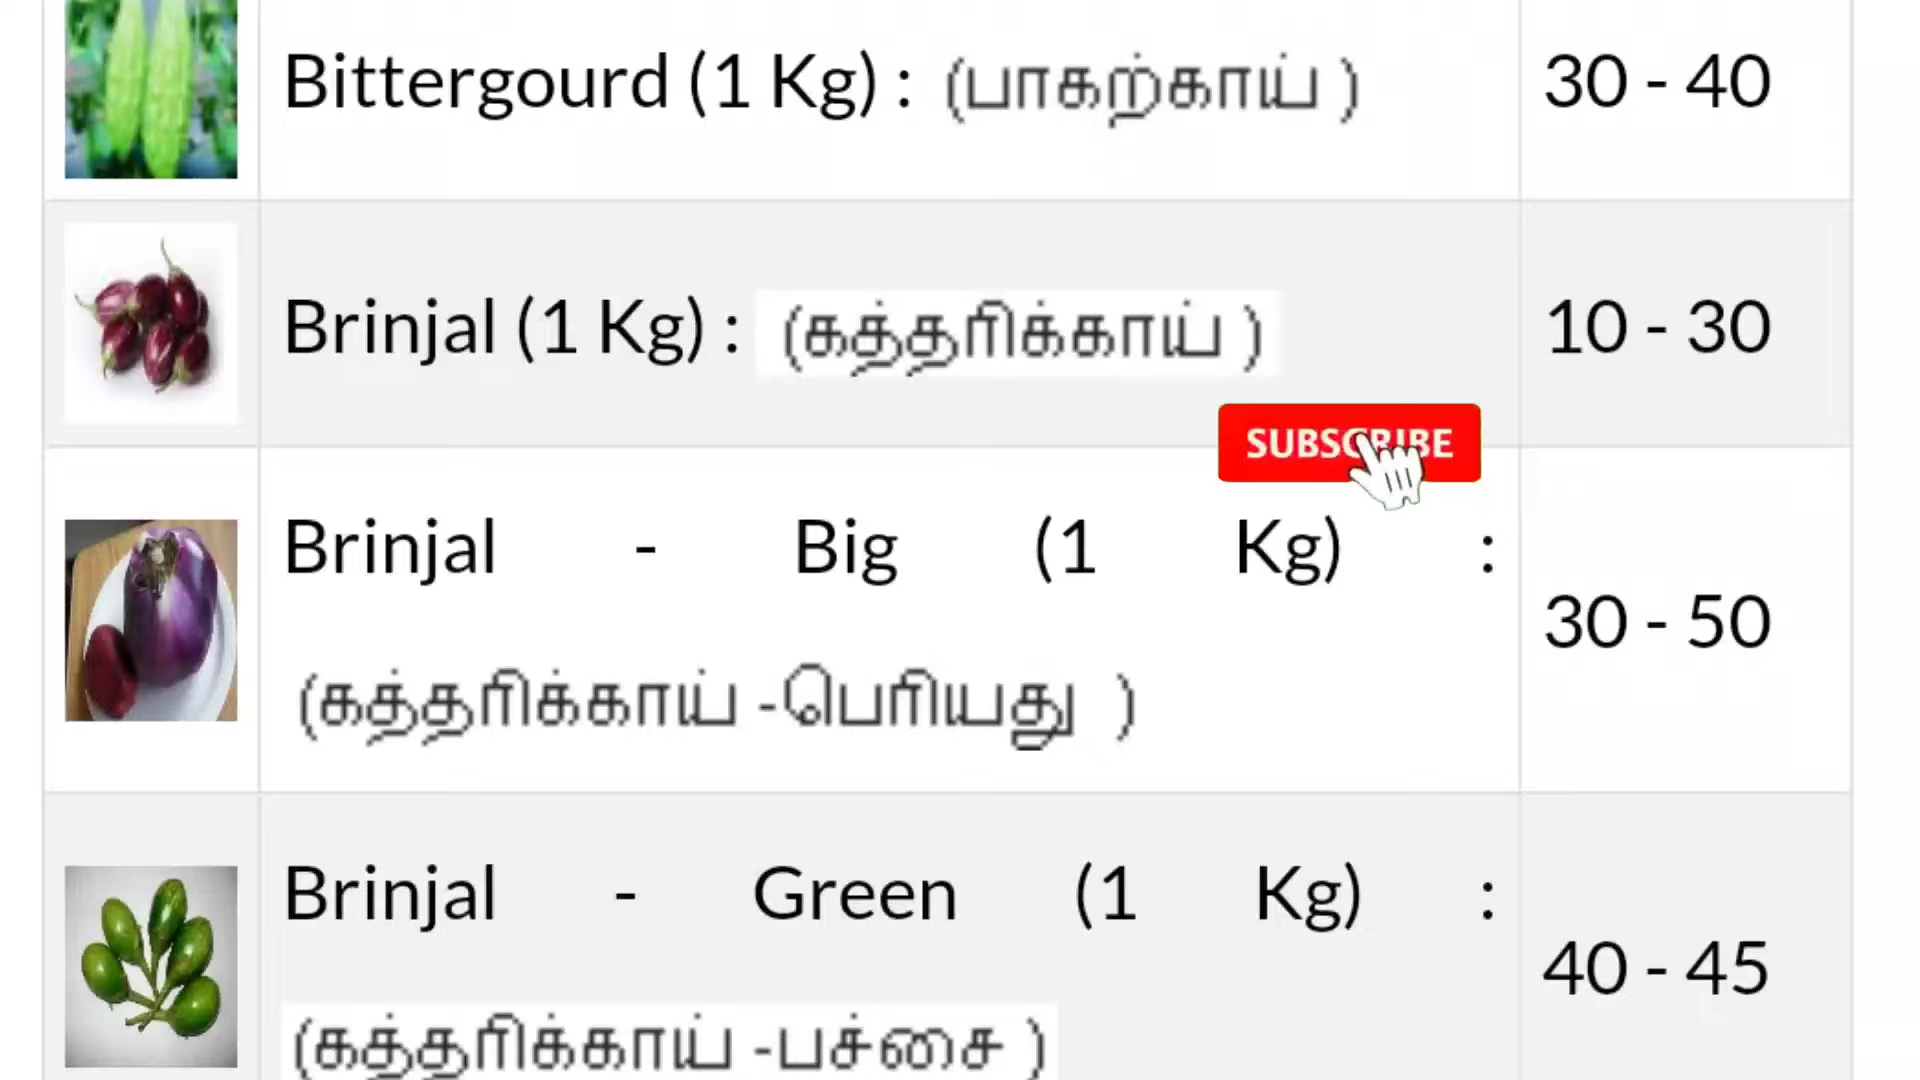 Bittergourd (1 Kg) : (பாகற்காய் ) 30 - 40
Brinjal (1 Kg) : (கத்தரிக்காய் ) 10 - 30
SUBSCRIBE
Brinjal - Big (1 Kg) :
(கத்தரிக்காய் -பெரியது )
30 - 50
Brinjal - Green (1 Kg) :
(கத்தரிக்காய் -பச்சை )
40 - 45